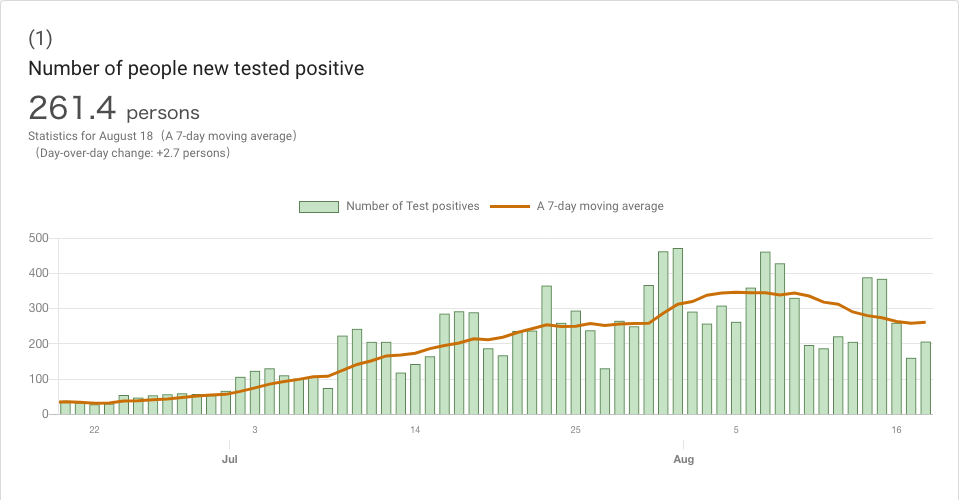 (1)
Number of people new tested positive
261.4 persons
Statistics for August 18（A 7-day moving average）
（Day-over-day change: +2.7 persons）
Number of Test positives A 7-day moving average
500
400
300
200
100
0
22 3 14 25 5 16
Jul Aug